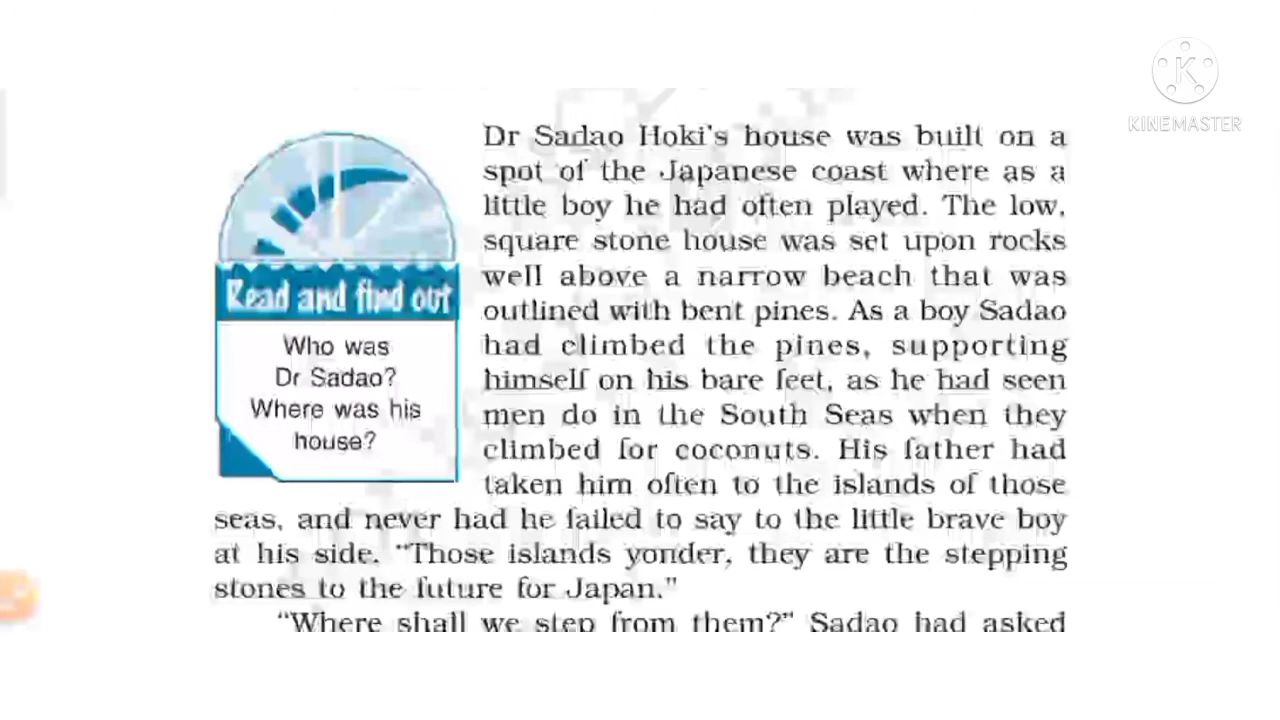 KINEMASTER
Read and find out
Who was
Dr Sadao?
Where was his
house?
Dr Sadao Hoki's house was built on a
spot of the Japanese coast where as a
little boy he had often played. The low,
square stone house was set upon rocks
well above a narrow beach that was
outlined with bent pines. As a boy Sadao
had climbed the pines, supporting
himself on his bare feet, as he had seen
men do in the South Seas when they
climbed for coconuts. His father had
taken him often to the islands of those
seas, and never had he failed to say to the little brave boy
at his side, “Those islands yonder, they are the stepping
stones to the future for Japan.”
“Where shall we step from them?” Sadao had asked